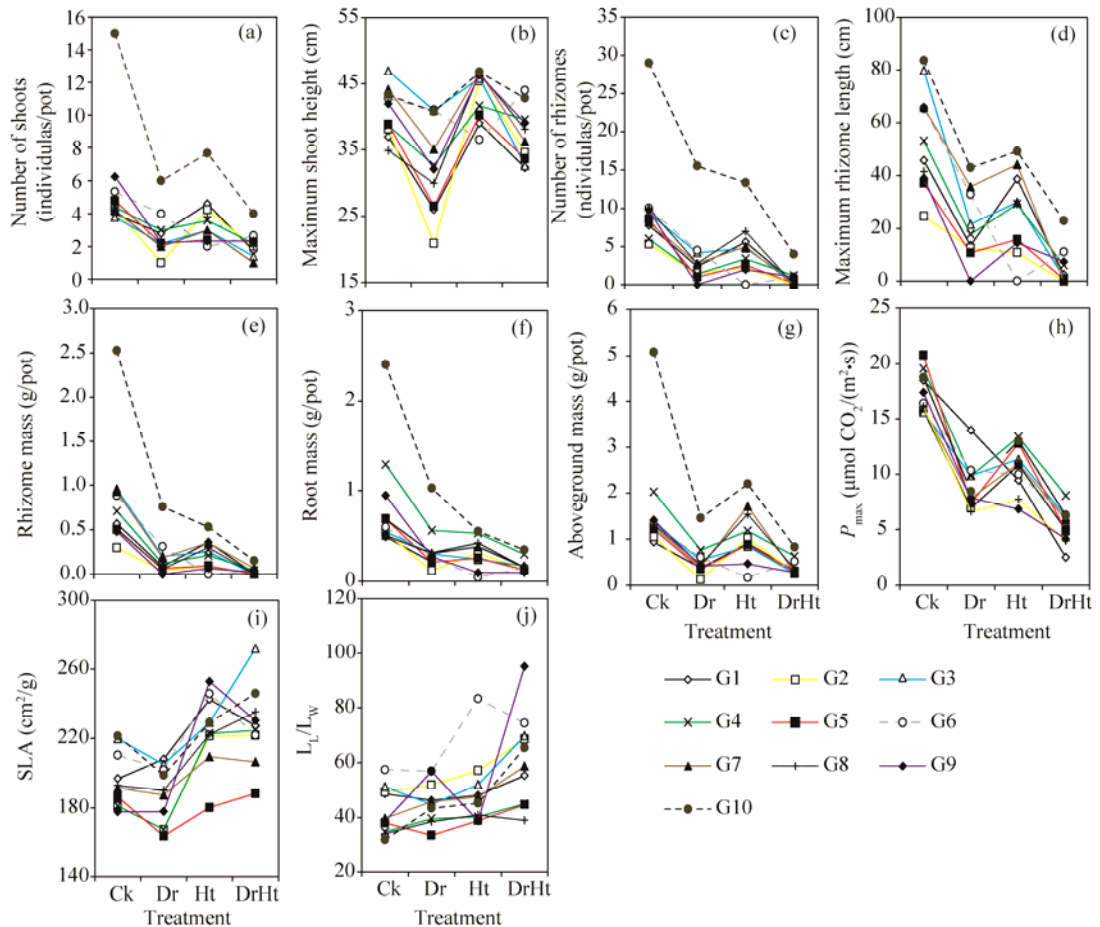 (a)
Number of shoots
(individulas/pot)
16
14
12
10
8
6
4
2
0
(b)
Maximum shoot height (cm)
55
45
35
25
15
(c)
Number of rhizomes
(ndividulas/pot)
35
30
25
20
15
10
5
0
(d)
Maximum rhizome length (cm)
100
80
60
40
20
0
(e)
Rhizome mass (g/pot)
3.0
2.5
2.0
1.5
1.0
0.5
0.0
(f)
Root mass (g/pot)
3
2
1
0
(g)
Aboveground mass (g/pot)
6
5
4
3
2
1
0
Ck Dr Ht DrHt
Treatment
(h)
Pmax (μmol CO2/(m2•s))
25
20
15
10
5
0
Ck Dr Ht DrHt
Treatment
(i)
SLA (cm2/g)
300
260
220
180
140
Ck Dr Ht DrHt
Treatment
(j)
LL/LW
120
100
80
60
40
20
Ck Dr Ht DrHt
Treatment
G1 G2 G3
G4 G5 G6
G7 G8 G9
G10